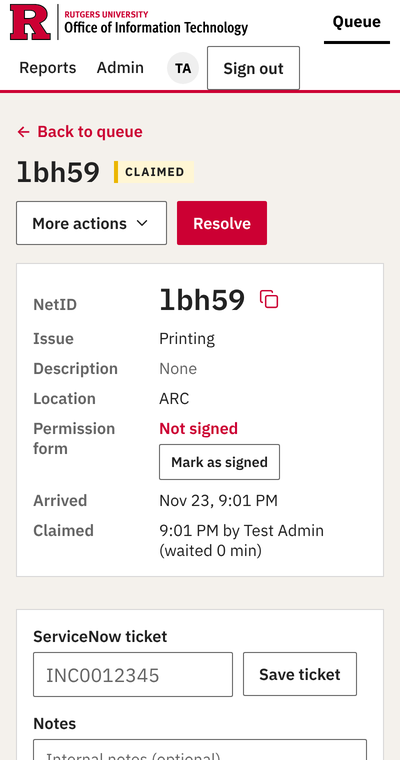 RUTGERS UNIVERSITY
Office of Information Technology
Queue
Reports
Admin
TA
Sign out
← Back to queue
lbh59
CLAIMED
More actions
Resolve
NetID
lbh59
Issue
Printing
Description
None
Location
ARC
Permission
form
Not signed
Mark as signed
Arrived
Nov 23, 9:01 PM
Claimed
9:01 PM by Test Admin
(waited 0 min)
ServiceNow ticket
INC0012345
Save ticket
Notes
Internal notes (optional)